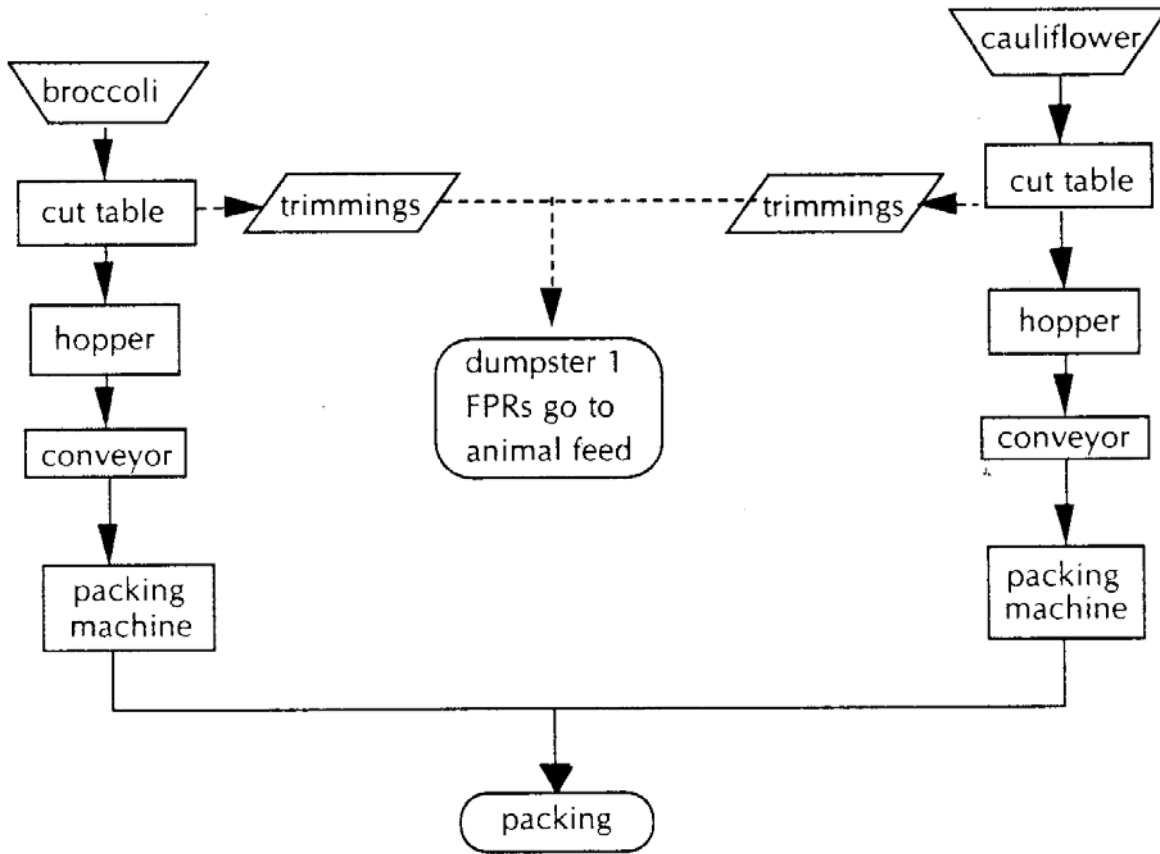 cauliflower
broccoli
cut table
cut table
trimmings
trimmings
hopper
hopper
dumpster 1
FPRs go to
animal feed
conveyor
conveyor
packing
machine
packing
machine
packing